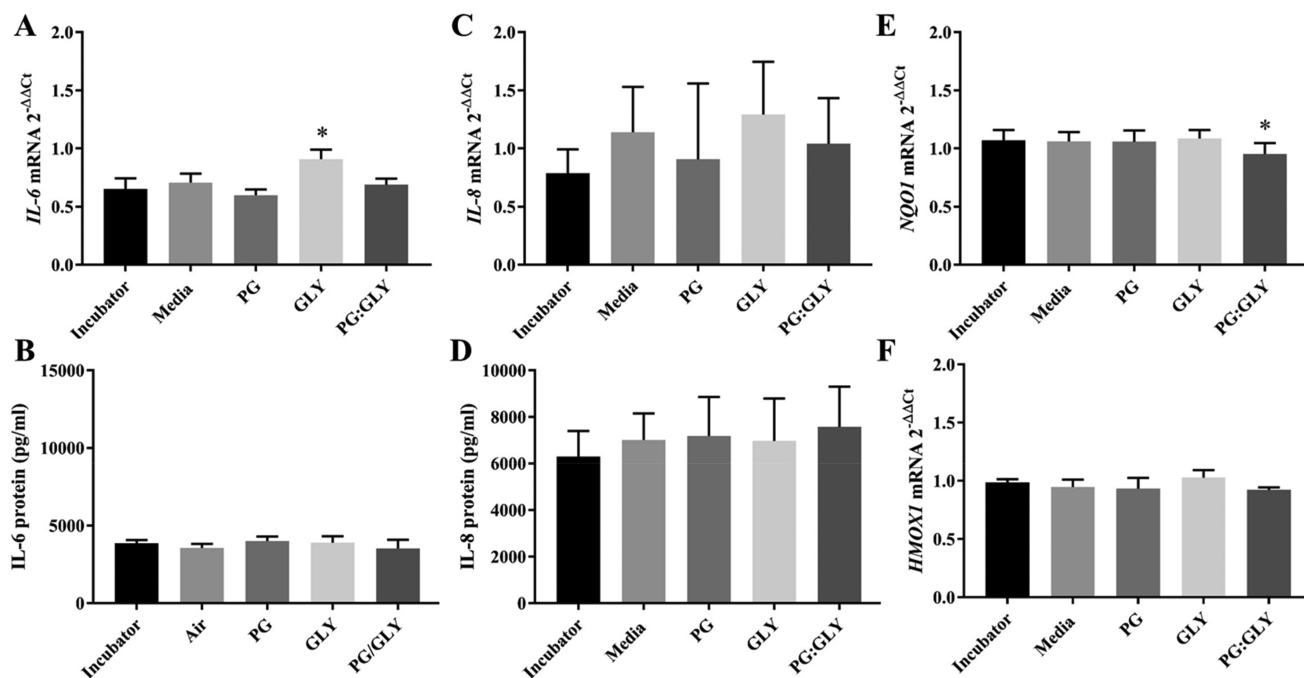 A
IL-6 mRNA 2^-ΔΔCt
2.0
1.5
1.0
0.5
0.0
*
Incubator
Media
PG
GLY
PG:GLY
C
IL-8 mRNA 2^-ΔΔCt
2.0
1.5
1.0
0.5
0.0
Incubator
Media
PG
GLY
PG:GLY
E
NQO1 mRNA 2^-ΔΔCt
2.0
1.5
1.0
0.5
0.0
*
Incubator
Media
PG
GLY
PG:GLY
B
IL-6 protein (pg/ml)
15000
10000
5000
0
Incubator
Air
PG
GLY
PG/GLY
D
IL-8 protein (pg/ml)
10000
8000
6000
4000
2000
0
Incubator
Media
PG
GLY
PG:GLY
F
HMOX1 mRNA 2^-ΔΔCt
2.0
1.5
1.0
0.5
0.0
Incubator
Media
PG
GLY
PG:GLY